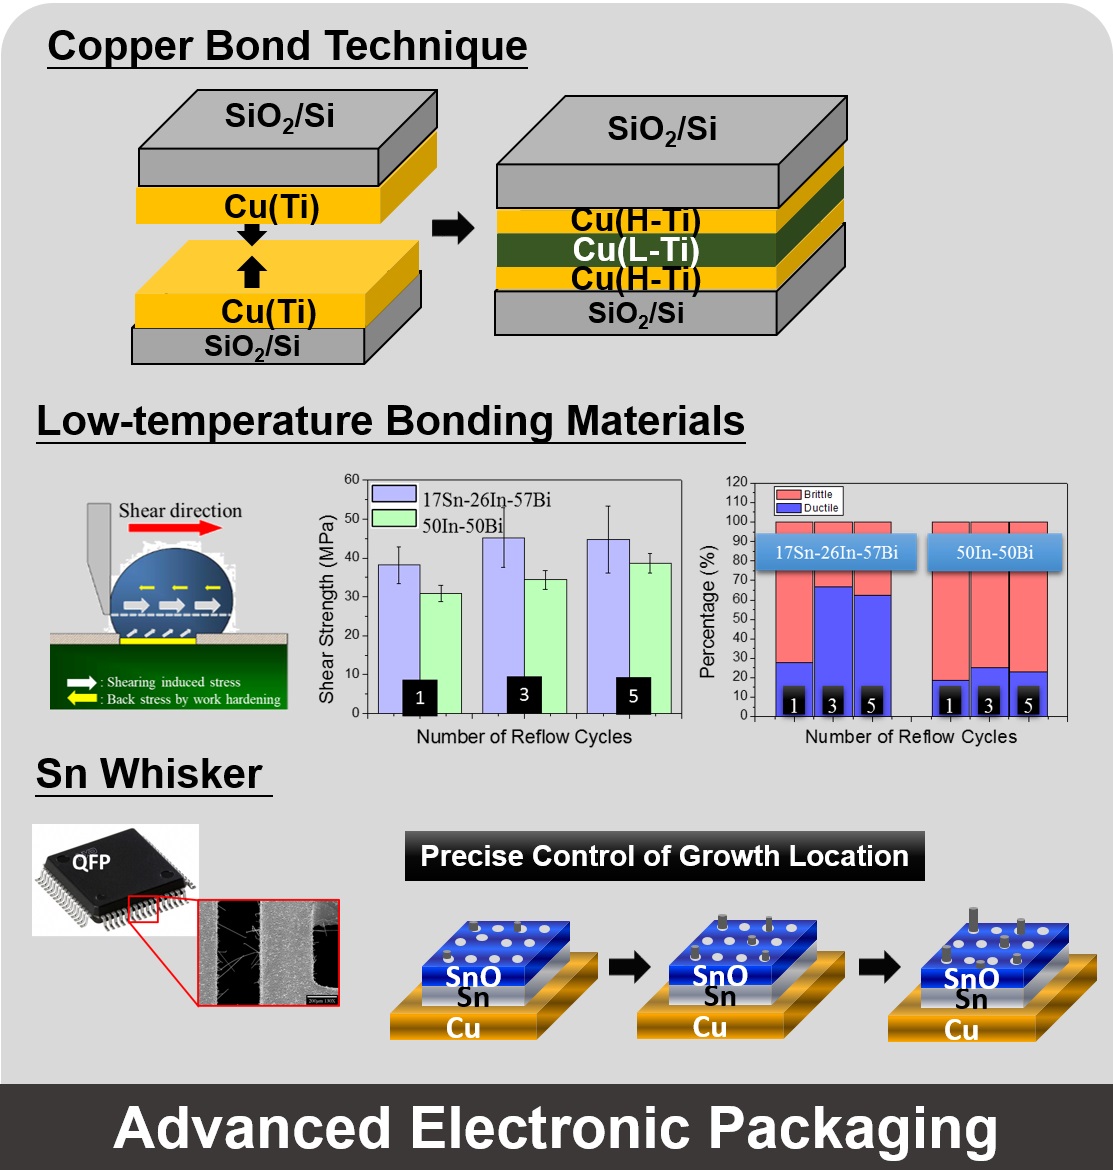 Copper Bond Technique
SiO2/Si
Cu(Ti)
Cu(Ti)
SiO2/Si
SiO2/Si
Cu(H-Ti)
Cu(L-Ti)
Cu(H-Ti)
SiO2/Si
Low-temperature Bonding Materials
Shear direction
: Shearing induced stress
: Back stress by work hardening
Shear Strength (MPa)
60
50
40
30
20
10
0
17Sn-26In-57Bi
50In-50Bi
1
3
5
Number of Reflow Cycles
Percentage (%)
120
110
100
90
80
70
60
50
40
30
20
10
0
Brittle
Ductile
17Sn-26In-57Bi
50In-50Bi
1
3
5
1
3
5
Number of Reflow Cycles
Sn Whisker
QFP
Precise Control of Growth Location
SnO
Sn
Cu
SnO
Sn
Cu
SnO
Sn
Cu
Advanced Electronic Packaging